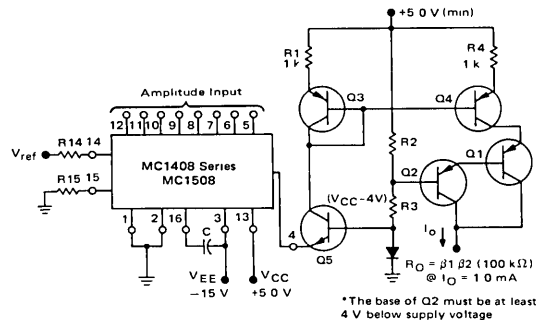 +5 0 V (min)
R1
1 k
R4
1 k
Amplitude Input
Q3
Q4
12 11 10 9 8 7 6 5
Vref R14 14
MC1408 Series
MC1508
R2
Q2
Q1
R15 15
(VCC-4V)
R3
1 2 16 3 13
4
C
IO
Q5
VEE
-15 V
VCC
+5 0 V
RO = β1 β2 (100 kΩ)
@ IO = 1 0 mA
*The base of Q2 must be at least
4 V below supply voltage